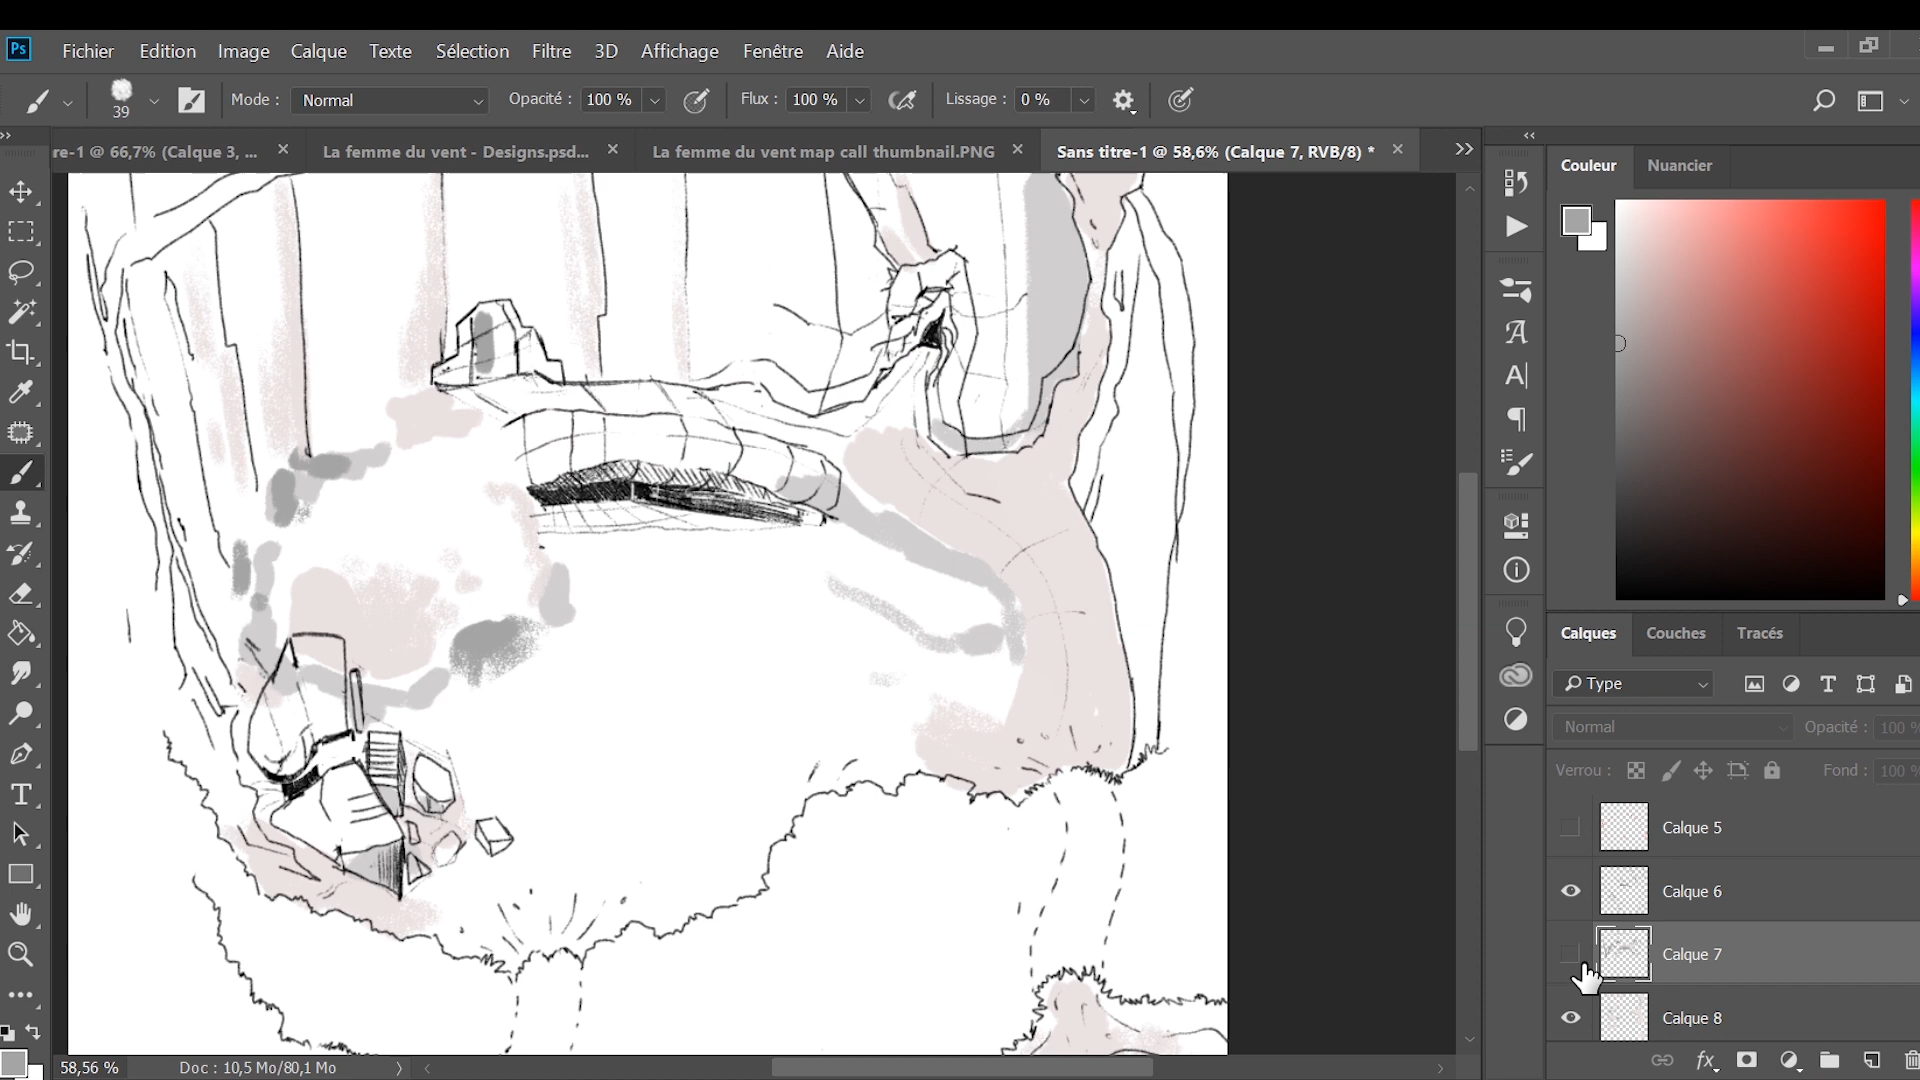 Ps Fichier Edition Image Calque Texte Sélection Filtre 3D Affichage Fenêtre Aide
39 Mode : Normal Opacité : 100 % Flux : 100 % Lissage : 0 %
re-1 @ 66,7% (Calque 3, ... La femme du vent - Designs.psd... La femme du vent map call thumbnail.PNG Sans titre-1 @ 58,6% (Calque 7, RVB/8) *
Couleur Nuancier
Calques Couches Tracés
Type
Normal Opacité : 100 %
Verrou : Fond : 100 %
Calque 5
Calque 6
Calque 7
Calque 8
58,56 % Doc : 10,5 Mo/80,1 Mo